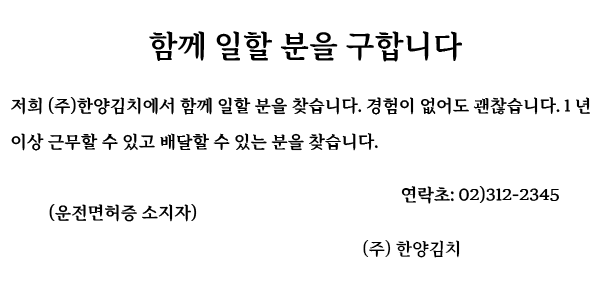 함께 일할 분을 구합니다
저희 (주)한양김치에서 함께 일할 분을 찾습니다. 경험이 없어도 괜찮습니다. 1 년
이상 근무할 수 있고 배달할 수 있는 분을 찾습니다.
연락초: 02)312-2345
(운전면허증 소지자)
(주) 한양김치